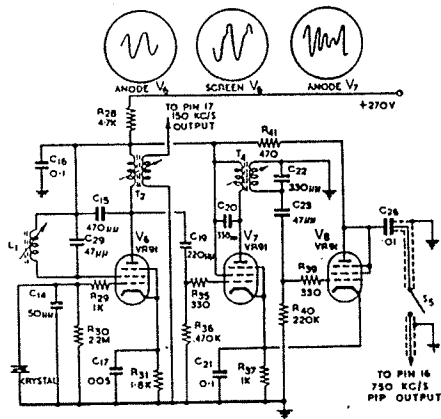 ANODE V6
SCREEN V6
ANODE V7
+270V
R28
4·7K
TO PIN 17
150 KC/S
OUTPUT
R41
470
C16
0·1
T2
T4
C22
330μμ
C15
470μμ
C20
C23
47μμ
L1
C29
47μμ
V6
VR91
C19
220μμ
V7
VR91
V8
VR91
C26
·01
C14
50μμ
R29
1K
R35
330
R39
330
S5
R30
2·2M
R36
470K
R40
220K
CRYSTAL
C17
·005
R31
1·8K
C21
0·1
R37
1K
TO PIN 16
750 KC/S
PIP OUTPUT